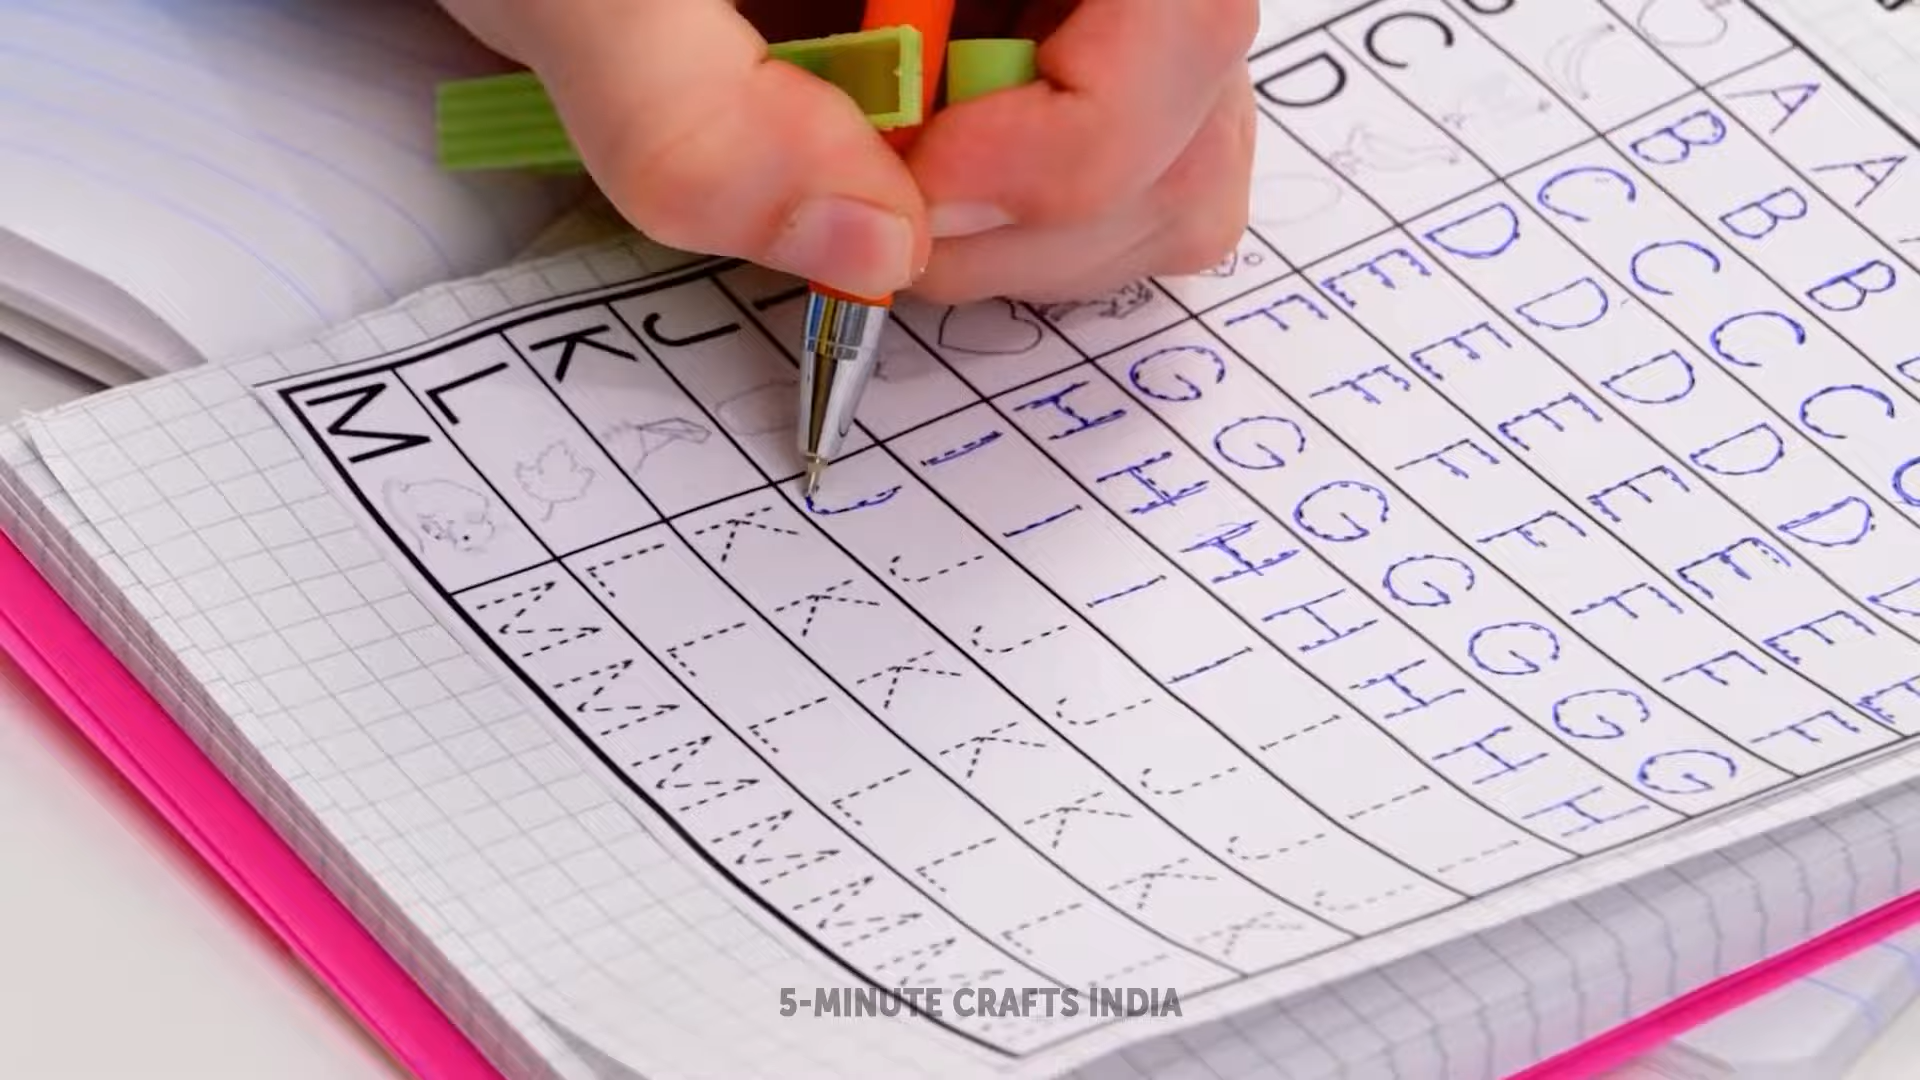 A A
B B B
C C C C C C
D D D D D D
E E E E E E E
F F F F F F F
G G G G G G G
H H H H H H H
I I I I I I I
J J J J J J J J
K K K K K K K K
L L L L L L L L
M M M M M M M
5-MINUTE CRAFTS INDIA